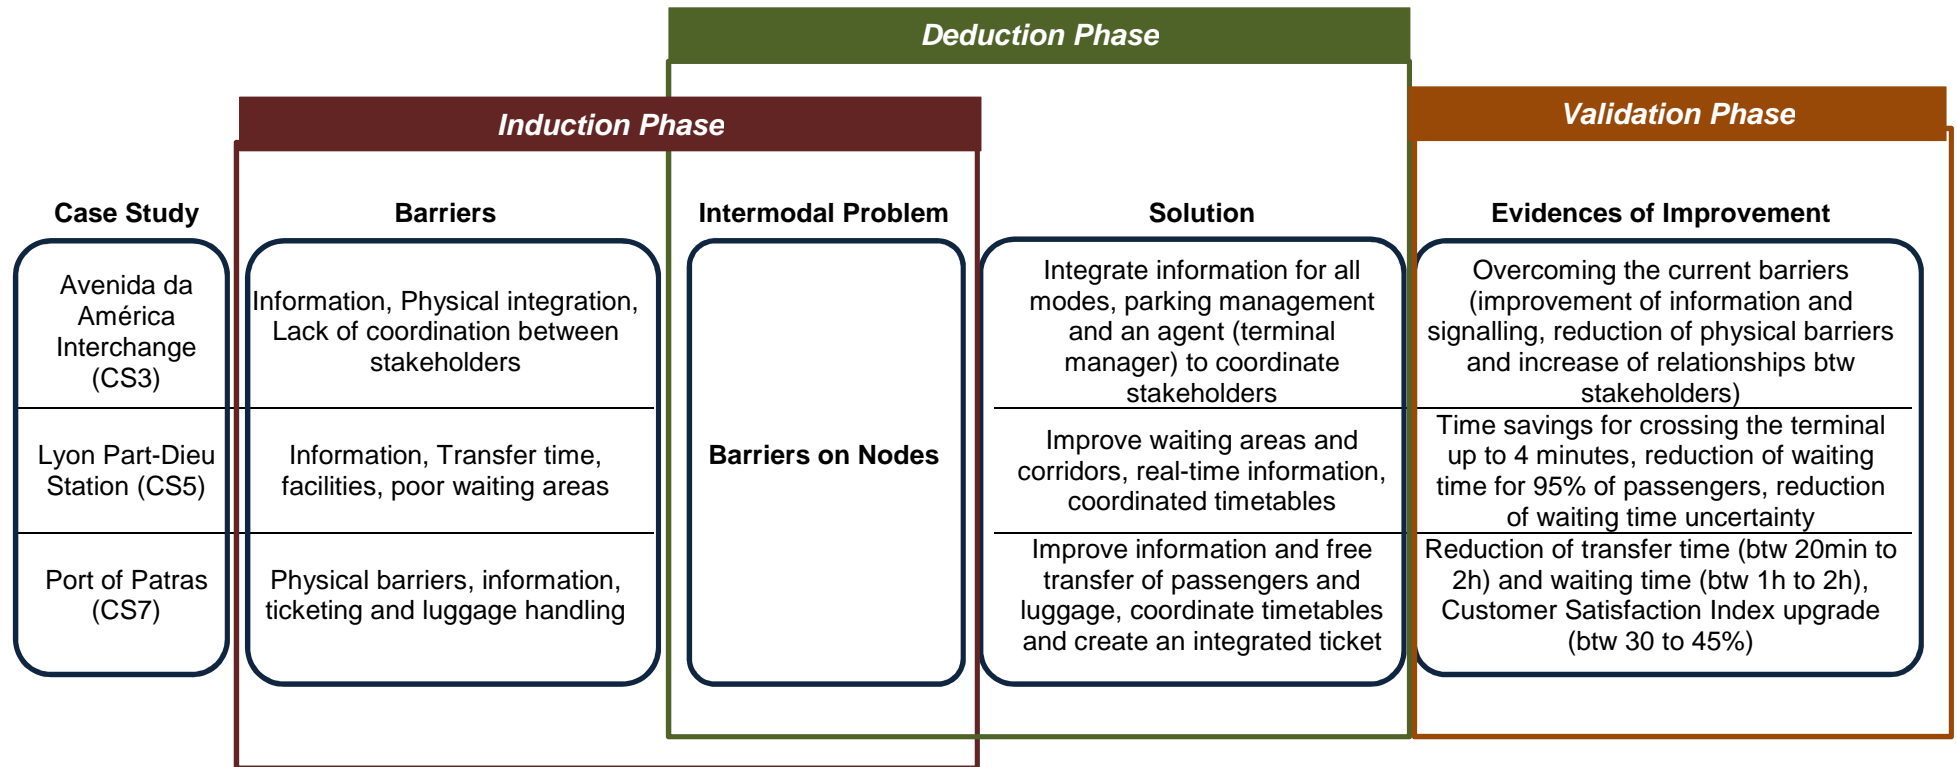 Deduction Phase
Induction Phase
Validation Phase
Case Study
Barriers
Intermodal Problem
Solution
Evidences of Improvement
Avenida da
América
Interchange
(CS3)
Information, Physical integration,
Lack of coordination between
stakeholders
Integrate information for all
modes, parking management
and an agent (terminal
manager) to coordinate
stakeholders
Overcoming the current barriers
(improvement of information and
signalling, reduction of physical barriers
and increase of relationships btw
stakeholders)
Lyon Part-Dieu
Station (CS5)
Information, Transfer time,
facilities, poor waiting areas
Barriers on Nodes
Improve waiting areas and
corridors, real-time information,
coordinated timetables
Time savings for crossing the terminal
up to 4 minutes, reduction of waiting
time for 95% of passengers, reduction
of waiting time uncertainty
Port of Patras
(CS7)
Physical barriers, information,
ticketing and luggage handling
Improve information and free
transfer of passengers and
luggage, coordinate timetables
and create an integrated ticket
Reduction of transfer time (btw 20min to
2h) and waiting time (btw 1h to 2h),
Customer Satisfaction Index upgrade
(btw 30 to 45%)